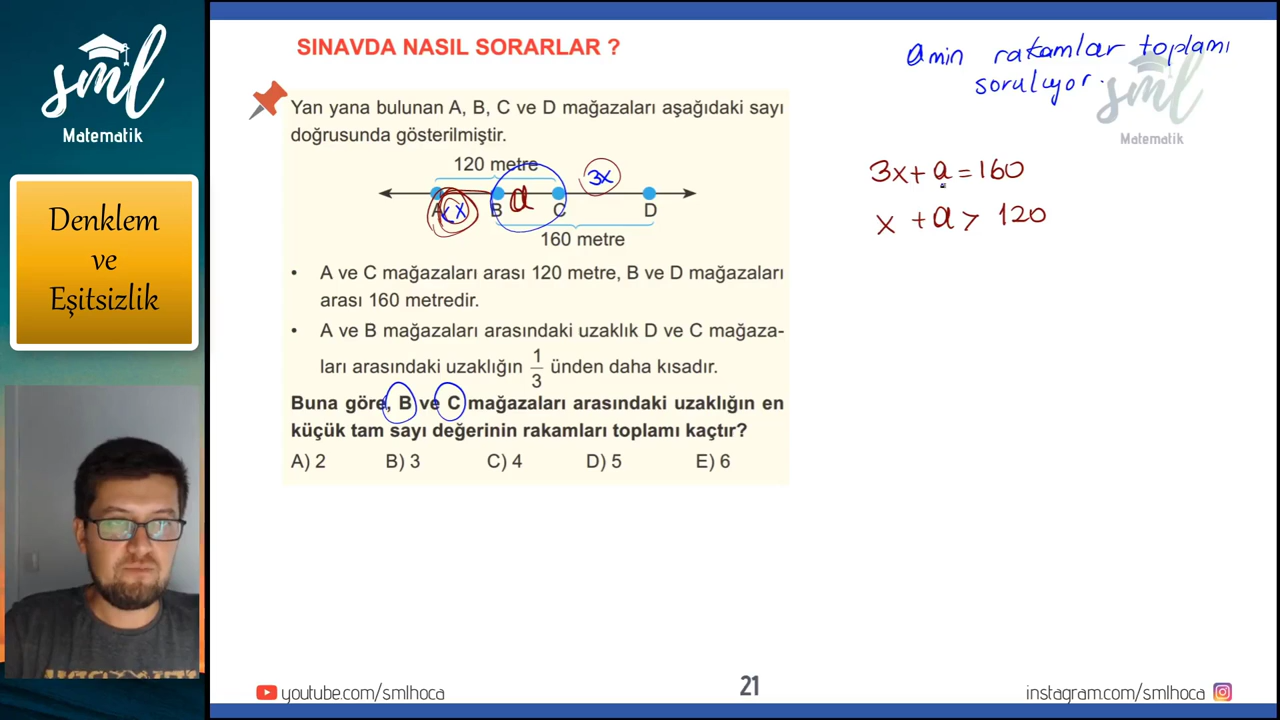 sml
Matematik
Denklem
ve
Eşitsizlik
SINAVDA NASIL SORARLAR ?
amin rakamlar toplamı
soruluyor.
sml
Matematik
Yan yana bulunan A, B, C ve D mağazaları aşağıdaki sayı
doğrusunda gösterilmiştir.
120 metre
3x
A x B a C D
160 metre
3x + a = 160
x + a > 120
• A ve C mağazaları arası 120 metre, B ve D mağazaları
arası 160 metredir.
• A ve B mağazaları arasındaki uzaklık D ve C mağaza-
ları arasındaki uzaklığın 1/3 ünden daha kısadır.
Buna göre, B ve C mağazaları arasındaki uzaklığın en
küçük tam sayı değerinin rakamları toplamı kaçtır?
A) 2 B) 3 C) 4 D) 5 E) 6
youtube.com/smlhoca
21
instagram.com/smlhoca